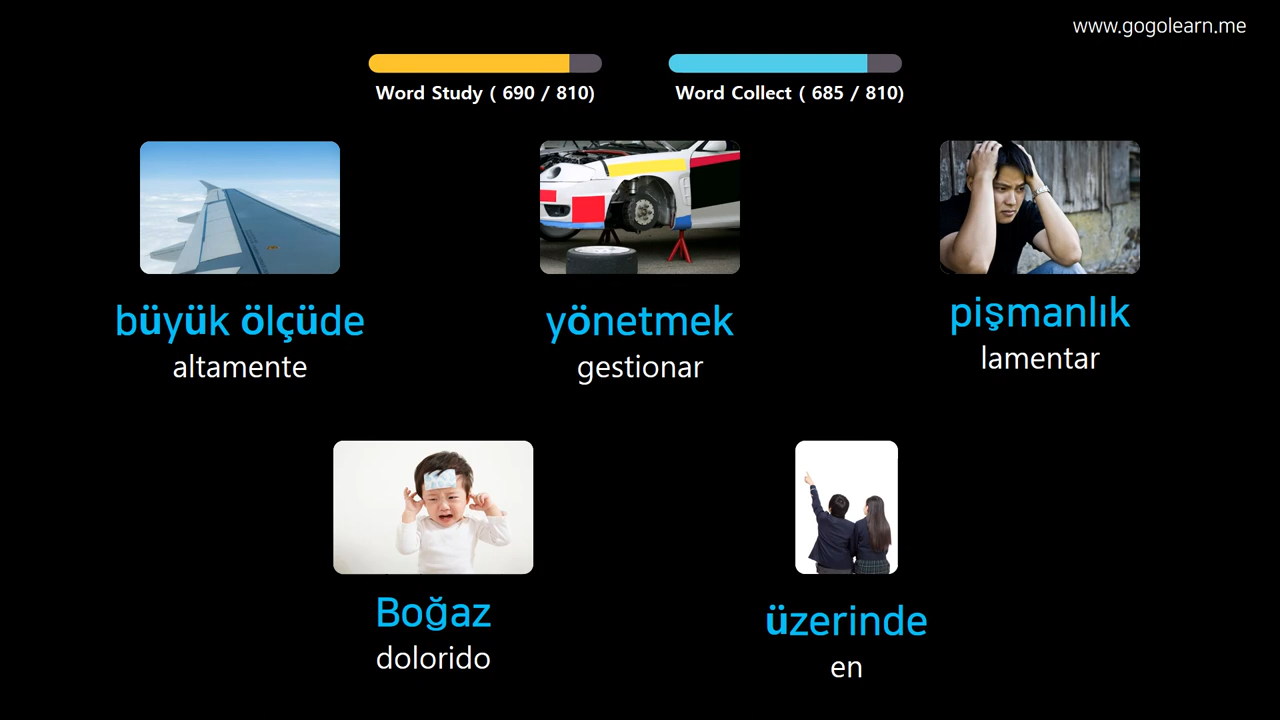 www.gogolearn.me
Word Study ( 690 / 810)
Word Collect ( 685 / 810)
büyük ölçüde
altamente
yönetmek
gestionar
pişmanlık
lamentar
Boğaz
dolorido
üzerinde
en